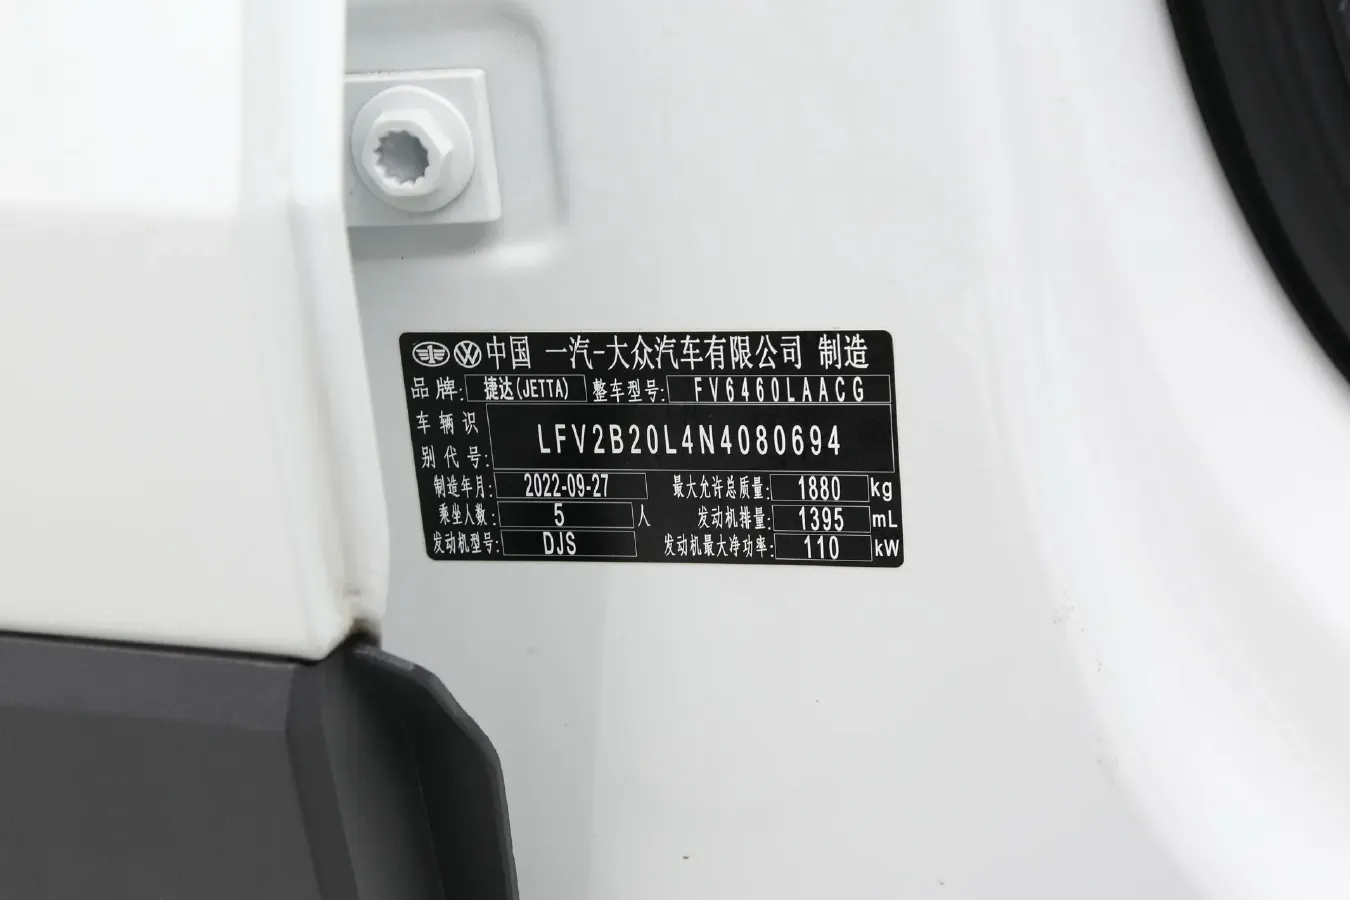 中国 一汽-大众汽车有限公司 制造
品牌: 捷达(JETTA) 整车型号: FV6460LAACG
车辆识别代号: LFV2B20L4N4080694
制造年月: 2022-09-27 最大允许总质量: 1880 kg
乘坐人数: 5 人 发动机排量: 1395 mL
发动机型号: DJS 发动机最大净功率: 110 kW